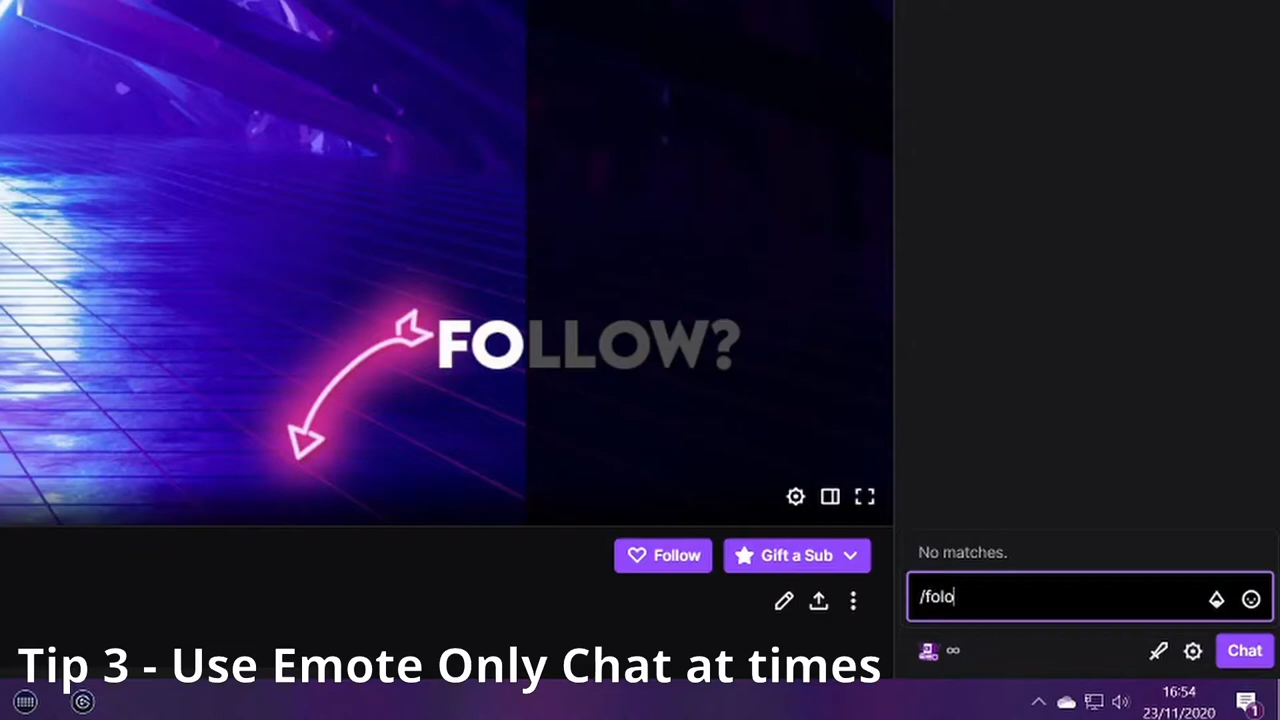 FOLLOW?
No matches.
Follow
Gift a Sub
/folo
Chat
Tip 3 - Use Emote Only Chat at times
16:54
23/11/2020
1